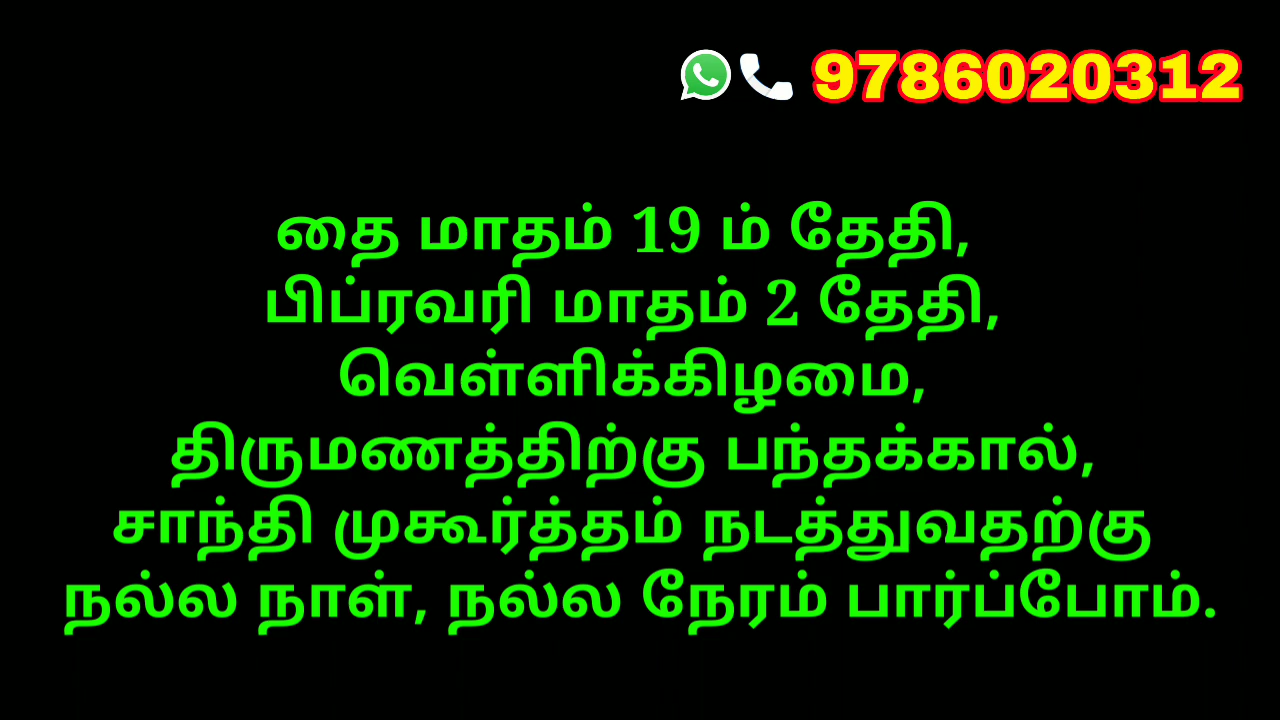 9786020312
தை மாதம் 19 ம் தேதி,
பிப்ரவரி மாதம் 2 தேதி,
வெள்ளிக்கிழமை,
திருமணத்திற்கு பந்தக்கால்,
சாந்தி முகூர்த்தம் நடத்துவதற்கு
நல்ல நாள், நல்ல நேரம் பார்ப்போம்.